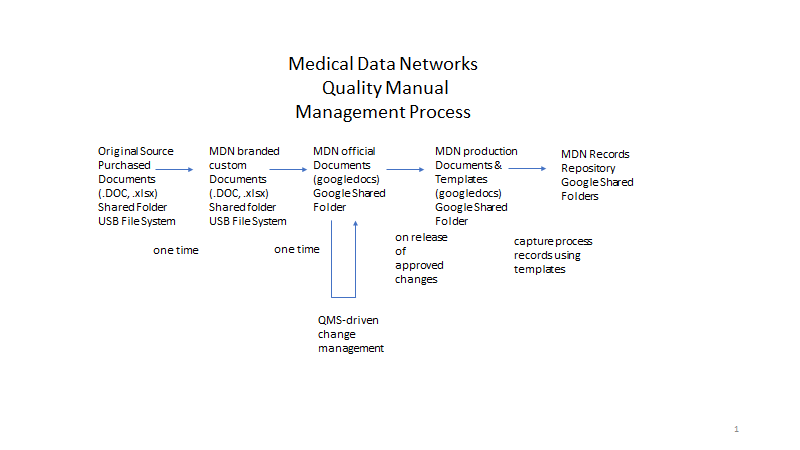 Medical Data Networks
Quality Manual
Management Process
Original Source
Purchased
Documents
(.DOC, .xlsx)
Shared Folder
USB File System
MDN branded
custom
Documents
(.DOC, .xlsx)
Shared folder
USB File System
MDN official
Documents
(googledocs)
Google Shared
Folder
MDN production
Documents &
Templates
(googledocs)
Google Shared
Folder
MDN Records
Repository
Google Shared
Folders
one time
one time
on release
of
approved
changes
capture process
records using
templates
QMS-driven
change
management
1